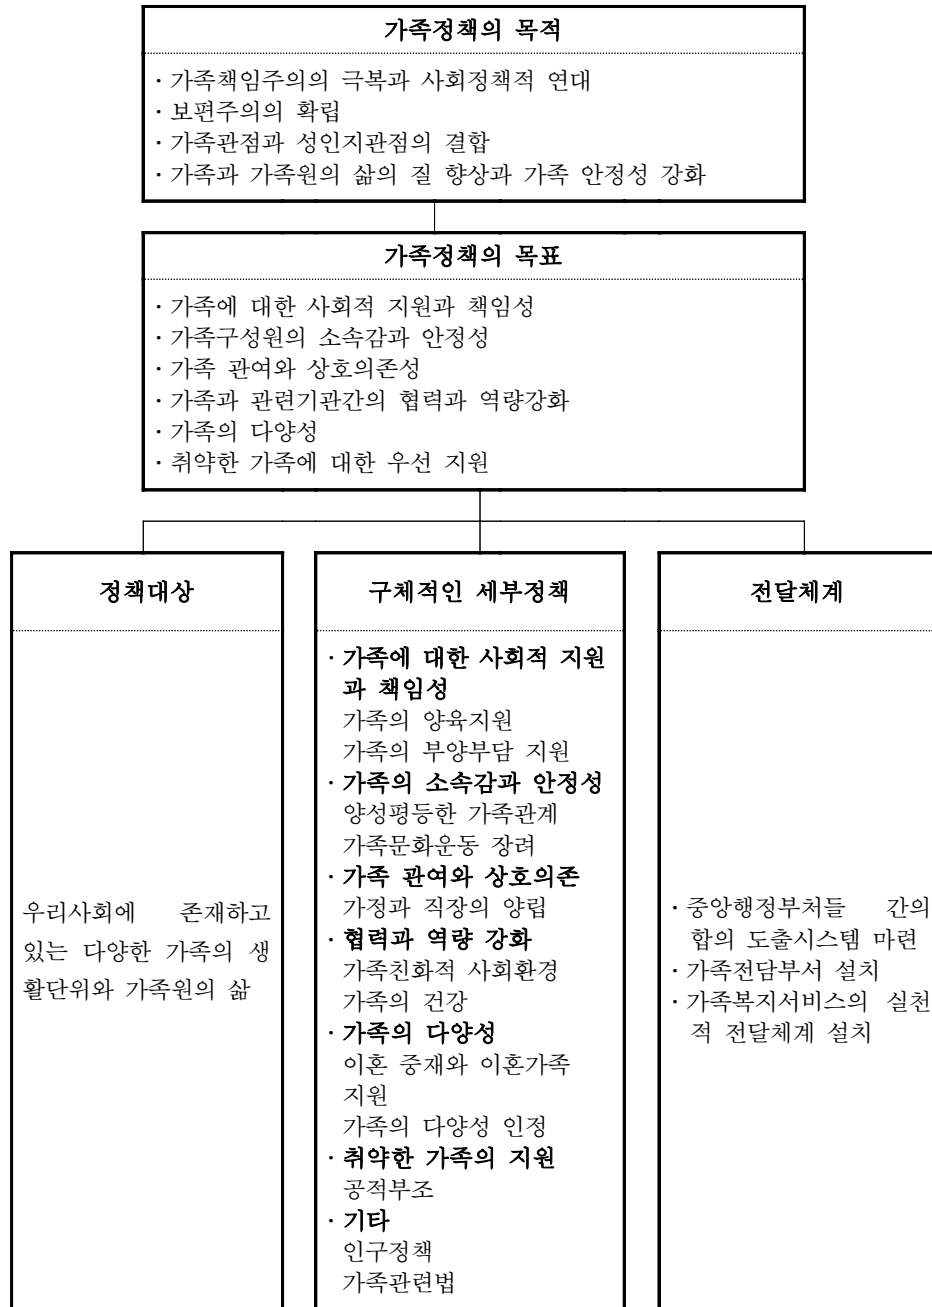 가족정책의 목적
· 가족책임주의의 극복과 사회정책적 연대
· 보편주의의 확립
· 가족관점과 성인지관점의 결합
· 가족과 가족원의 삶의 질 향상과 가족 안정성 강화
가족정책의 목표
· 가족에 대한 사회적 지원과 책임성
· 가족구성원의 소속감과 안정성
· 가족 관여와 상호의존성
· 가족과 관련기관간의 협력과 역량강화
· 가족의 다양성
· 취약한 가족에 대한 우선 지원
정책대상
우리사회에 존재하고
있는 다양한 가족의 생
활단위와 가족원의 삶
구체적인 세부정책
· 가족에 대한 사회적 지원
과 책임성
가족의 양육지원
가족의 부양부담 지원
· 가족의 소속감과 안정성
양성평등한 가족관계
가족문화운동 장려
· 가족 관여와 상호의존
가정과 직장의 양립
· 협력과 역량 강화
가족친화적 사회환경
가족의 건강
· 가족의 다양성
이혼 중재와 이혼가족
지원
가족의 다양성 인정
· 취약한 가족의 지원
공적부조
· 기타
인구정책
가족관련법
전달체계
· 중앙행정부처들 간의
합의 도출시스템 마련
· 가족전담부서 설치
· 가족복지서비스의 실천
적 전달체계 설치